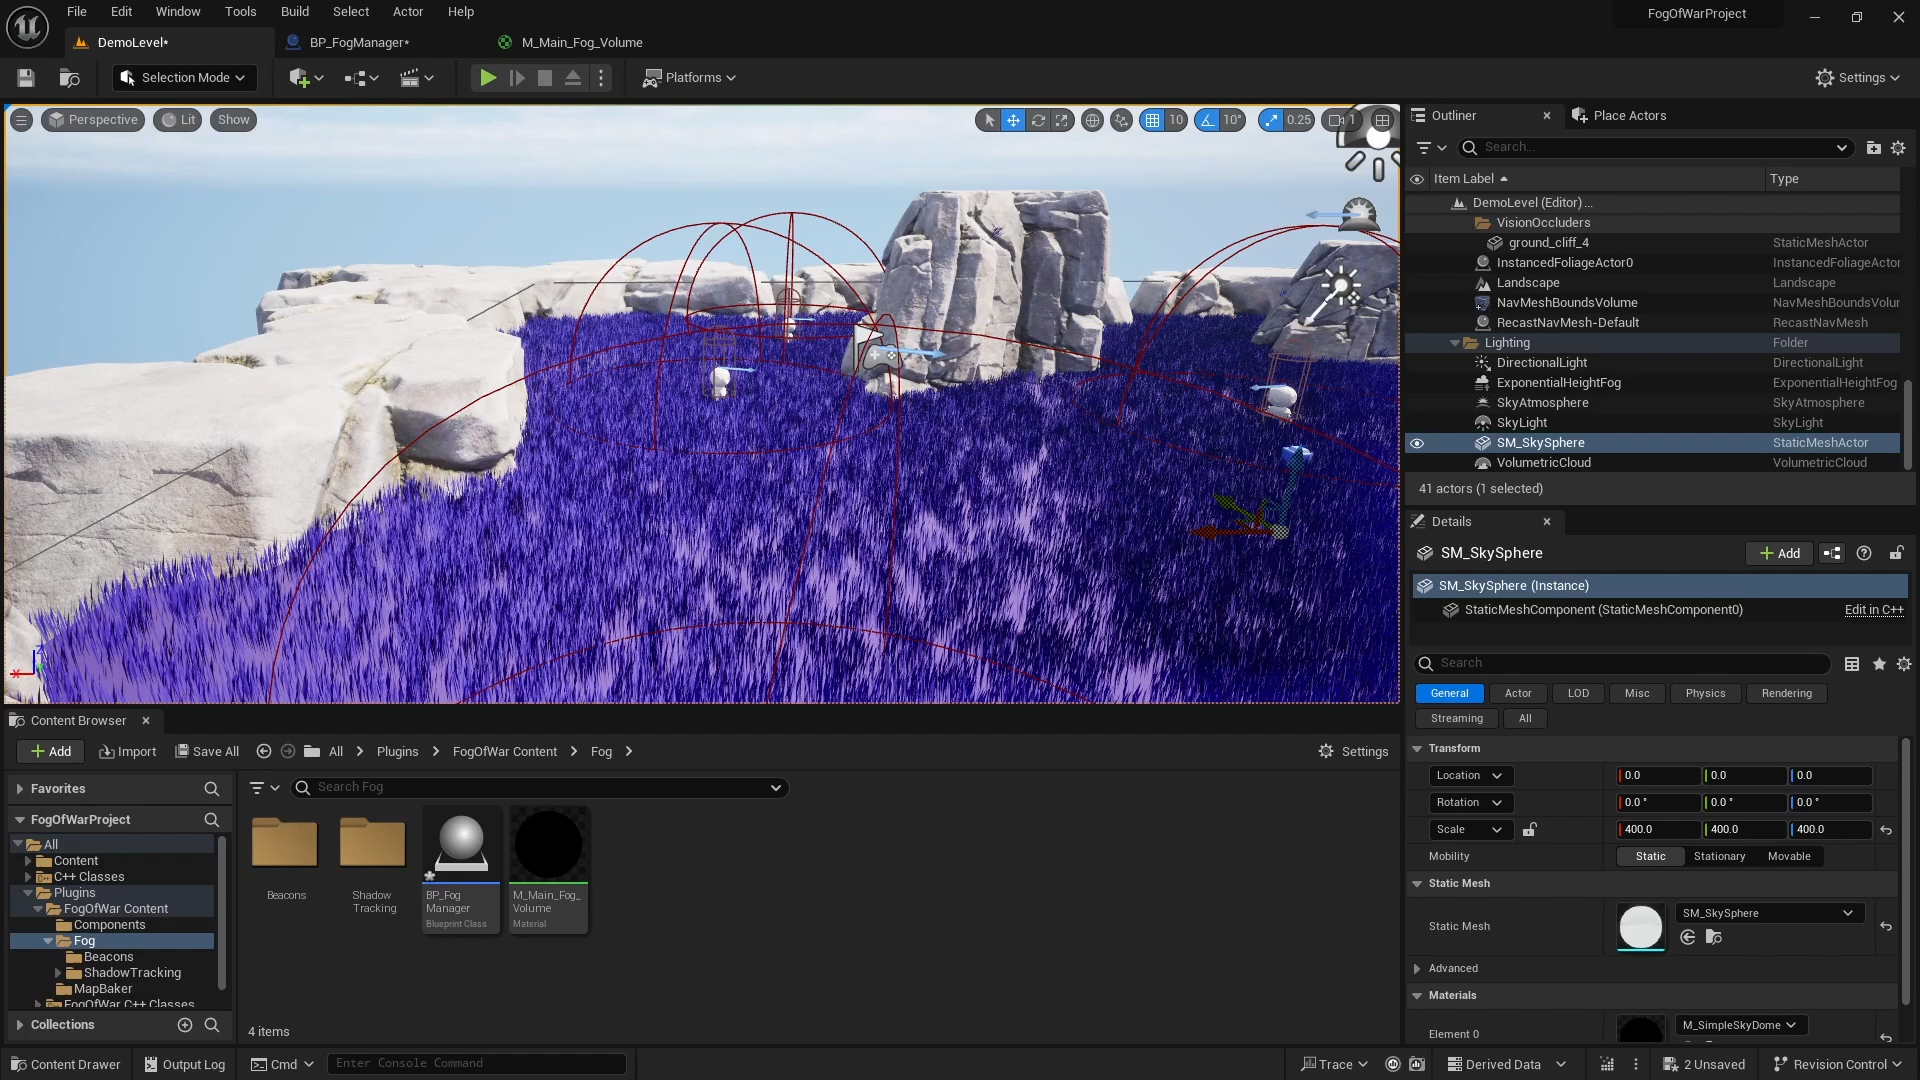 File Edit Window Tools Build Select Actor Help
FogOfWarProject
DemoLevel*
BP_FogManager*
M_Main_Fog_Volume
Selection Mode
Platforms
Settings
Perspective
Lit
Show
10
10°
0.25
1
Outliner
Place Actors
Search...
Item Label
Type
DemoLevel (Editor) ...
VisionOccluders
ground_cliff_4 StaticMeshActor
InstancedFoliageActor0 InstancedFoliageActor
Landscape Landscape
NavMeshBoundsVolume NavMeshBoundsVolur
RecastNavMesh-Default RecastNavMesh
Lighting Folder
DirectionalLight DirectionalLight
ExponentialHeightFog ExponentialHeightFog
SkyAtmosphere SkyAtmosphere
SkyLight SkyLight
SM_SkySphere StaticMeshActor
VolumetricCloud VolumetricCloud
41 actors (1 selected)
Details
SM_SkySphere
Add
SM_SkySphere (Instance)
StaticMeshComponent (StaticMeshComponent0) Edit in C++
Search
General Actor LOD Misc Physics Rendering
Streaming All
Transform
Location 0.0 0.0 0.0
Rotation 0.0 ° 0.0 ° 0.0 °
Scale 400.0 400.0 400.0
Mobility Static Stationary Movable
Static Mesh
Static Mesh SM_SkySphere
Advanced
Materials
Element 0 M_SimpleSkyDome
Content Browser
Add Import Save All All Plugins FogOfWar Content Fog Settings
Favorites
FogOfWarProject
All
Content
C++ Classes
Plugins
FogOfWar Content
Components
Fog
Beacons
ShadowTracking
MapBaker
FogOfWar C++ Classes
Collections
Search Fog
Beacons
Shadow
Tracking
BP_Fog
Manager
Blueprint Class
M_Main_Fog_
Volume
Material
4 items
Content Drawer Output Log Cmd Enter Console Command Trace Derived Data 2 Unsaved Revision Control